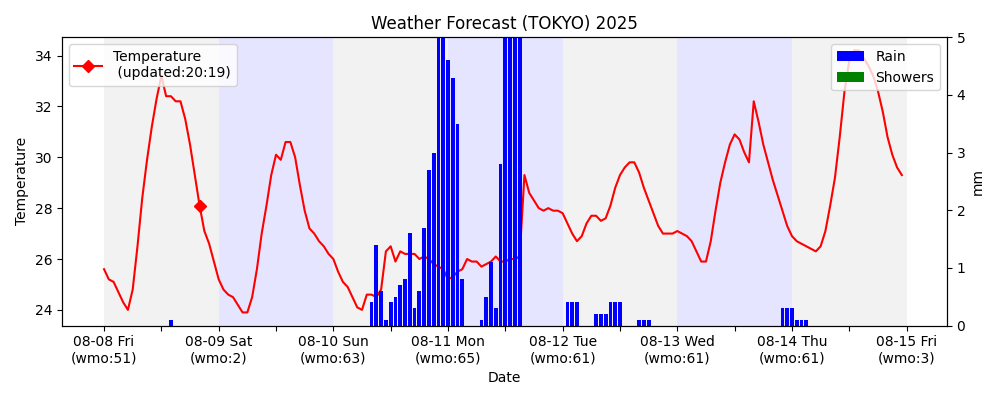 Weather Forecast (TOKYO) 2025
Temperature
(updated:20:19)
Rain
Showers
34
32
30
28
26
24
Temperature
5
4
3
2
1
0
mm
08-08 Fri
(wmo:51)
08-09 Sat
(wmo:2)
08-10 Sun
(wmo:63)
08-11 Mon
(wmo:65)
08-12 Tue
(wmo:61)
08-13 Wed
(wmo:61)
08-14 Thu
(wmo:61)
08-15 Fri
(wmo:3)
Date